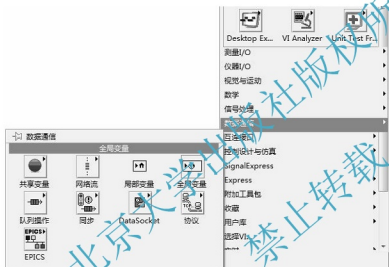 Desktop Ex...
VI Analyzer
Unit Test Fr...
测量I/O
仪器I/O
视觉与运动
数学
信号处理
数据通信
互连接口
控制设计与仿真
SignalExpress
Express
附加工具包
收藏
用户库
选择VI...
数据通信
全局变量
共享变量
网络流
局部变量
全局变量
队列操作
同步
DataSocket
协议
EPICS
EPICS
北京大学出版社版权所
禁止转载